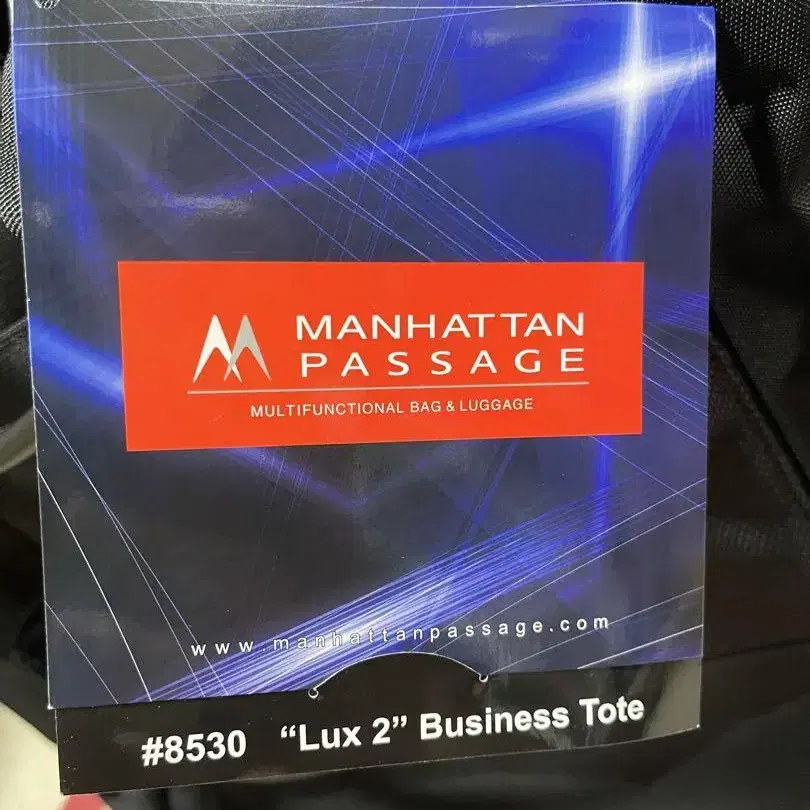 MANHATTAN
PASSAGE
MULTIFUNCTIONAL BAG & LUGGAGE
www.manhattanpassage.com
#8530 “Lux 2” Business Tote